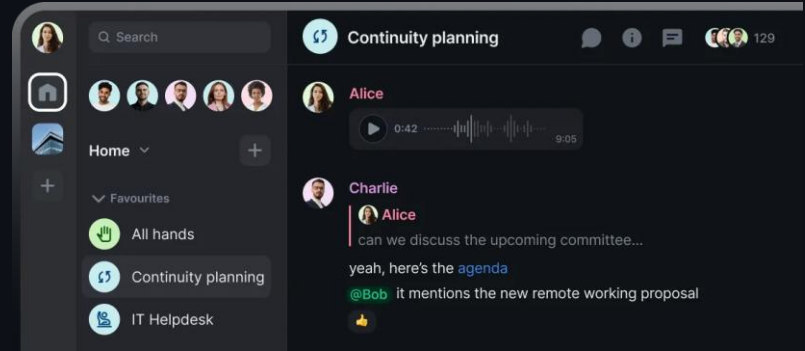 Search
Home
Favourites
All hands
Continuity planning
IT Helpdesk
Continuity planning
129
Alice
0:42
9:05
Charlie
Alice
can we discuss the upcoming committee...
yeah, here's the agenda
@Bob it mentions the new remote working proposal